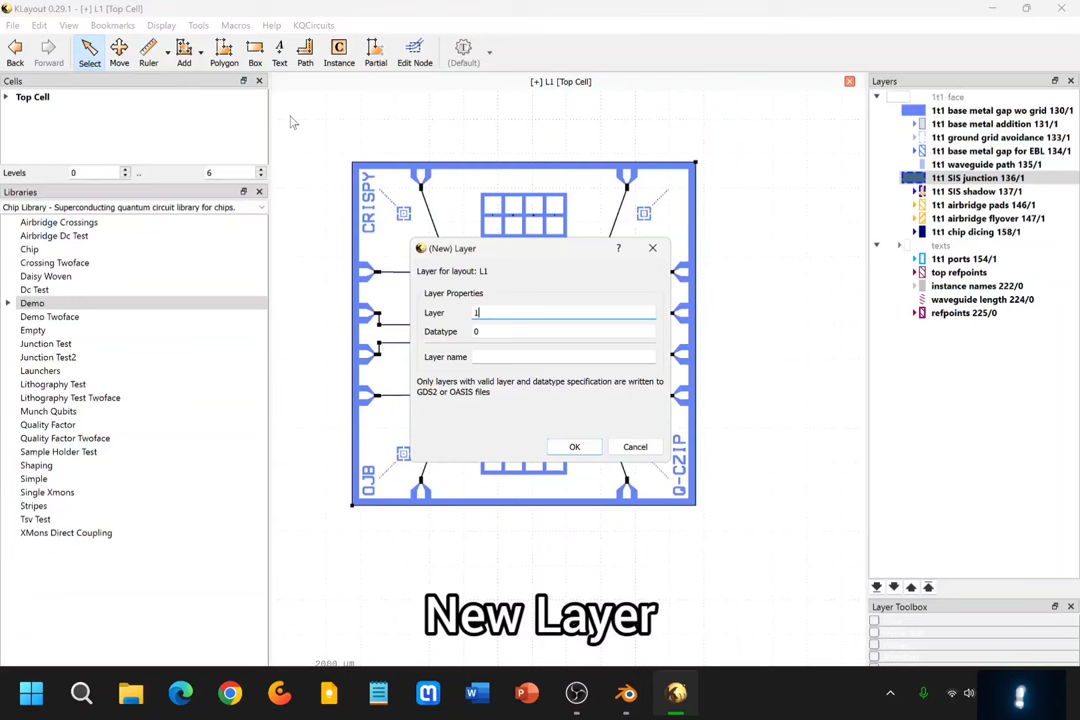 KLayout 0.29.1 - [+] L1 [Top Cell]
File Edit View Bookmarks Display Tools Macros Help KQCircuits
Back Forward Select Move Ruler Add Polygon Box Text Path Instance Partial Edit Node (Default)
Cells
[+] L1 [Top Cell]
Layers
Top Cell
Levels 0 .. 6
Libraries
Chip Library - Superconducting quantum circuit library for chips.
Airbridge Crossings
Airbridge Dc Test
Chip
Crossing Twoface
Daisy Woven
Dc Test
Demo
Demo Twoface
Empty
Junction Test
Junction Test2
Launchers
Lithography Test
Lithography Test Twoface
Munch Qubits
Quality Factor
Quality Factor Twoface
Sample Holder Test
Shaping
Simple
Single Xmons
Stripes
Tsv Test
XMons Direct Coupling
CRISPY
OJB
Q-CZIP
(New) Layer
Layer for layout: L1
Layer Properties
Layer 1
Datatype 0
Layer name
Only layers with valid layer and datatype specification are written to
GDS2 or OASIS files
OK Cancel
1t1-face
1t1 base metal gap wo grid 130/1
1t1 base metal addition 131/1
1t1 ground grid avoidance 133/1
1t1 base metal gap for EBL 134/1
1t1 waveguide path 135/1
1t1 SIS junction 136/1
1t1 SIS shadow 137/1
1t1 airbridge pads 146/1
1t1 airbridge flyover 147/1
1t1 chip dicing 158/1
texts
1t1 ports 154/1
top refpoints
instance names 222/0
waveguide length 224/0
refpoints 225/0
Layer Toolbox
New Layer